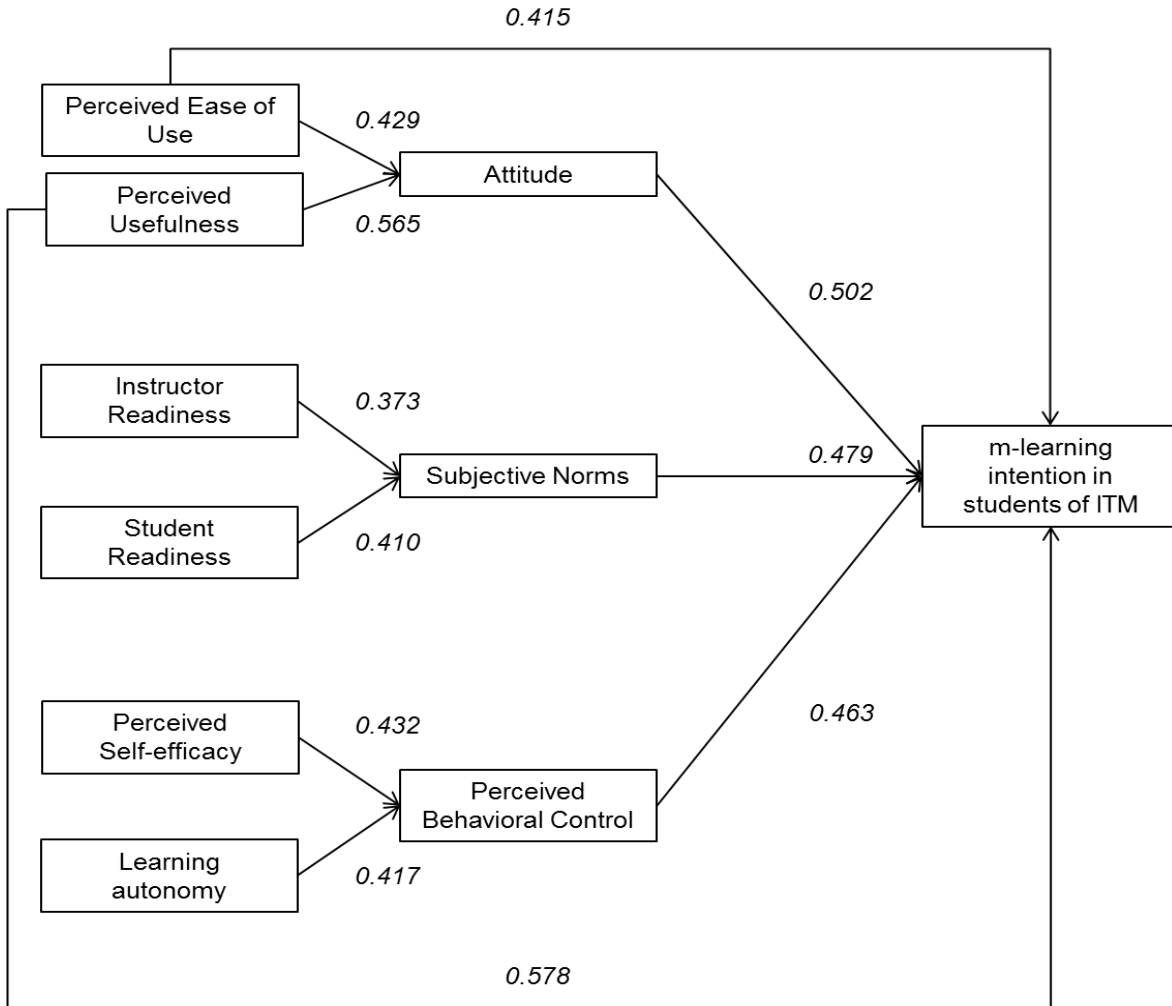 0.415
Perceived Ease of
Use
0.429
Attitude
Perceived
Usefulness
0.565
0.502
Instructor
Readiness
0.373
Subjective Norms
0.479
m-learning
intention in
students of ITM
Student
Readiness
0.410
Perceived
Self-efficacy
0.432
0.463
Perceived
Behavioral Control
Learning
autonomy
0.417
0.578